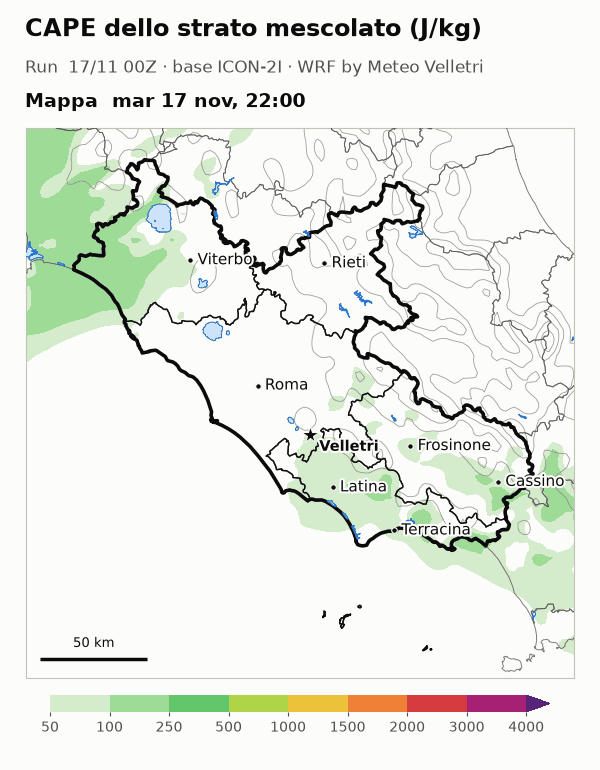 CAPE dello strato mescolato (J/kg)
Run 17/11 00Z · base ICON-2I · WRF by Meteo Velletri
Mappa mar 17 nov, 22:00
Viterbo
Rieti
Roma
Velletri
Frosinone
Cassino
Latina
Terracina
50 km
50 100 250 500 1000 1500 2000 3000 4000